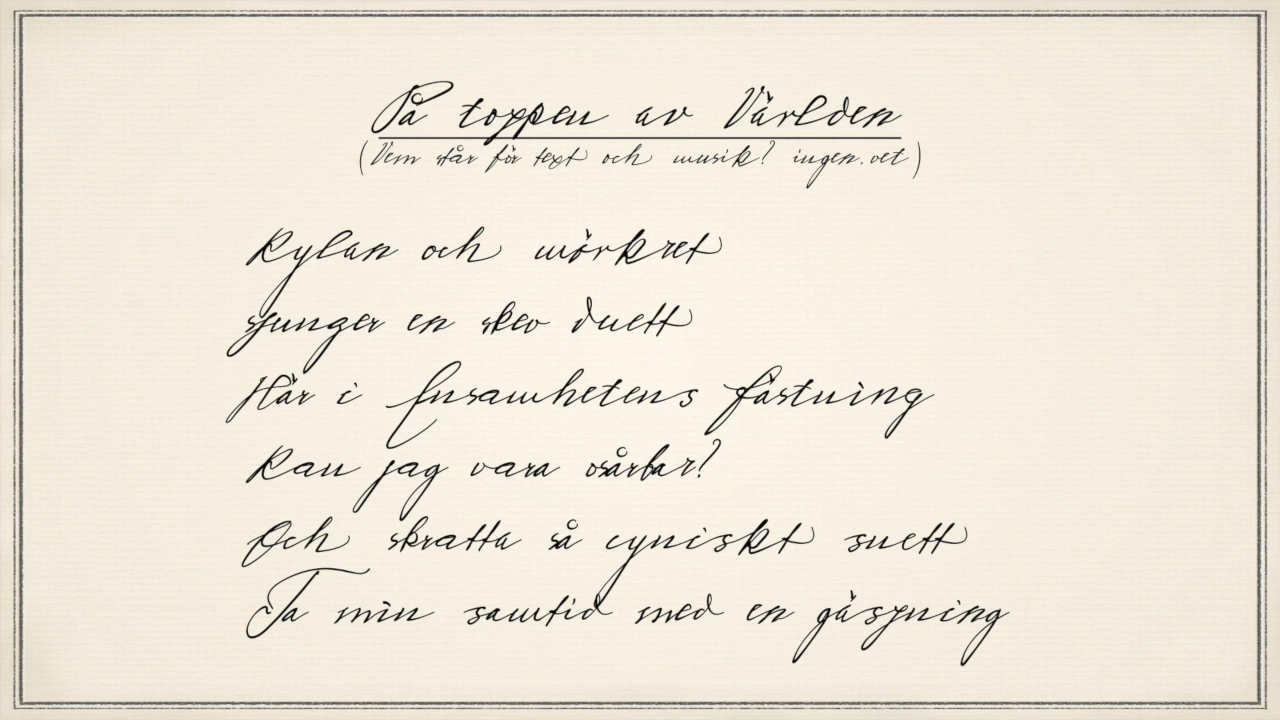 På toppen av Världen
(Vem står för text och musik? ingen vet)
Kylan och mörkret
sjunger en skev duett
Här i Ensamhetens fästning
Kan jag vara osårbar?
Och skratta så cyniskt snett
Ta min samtid med en gäspning